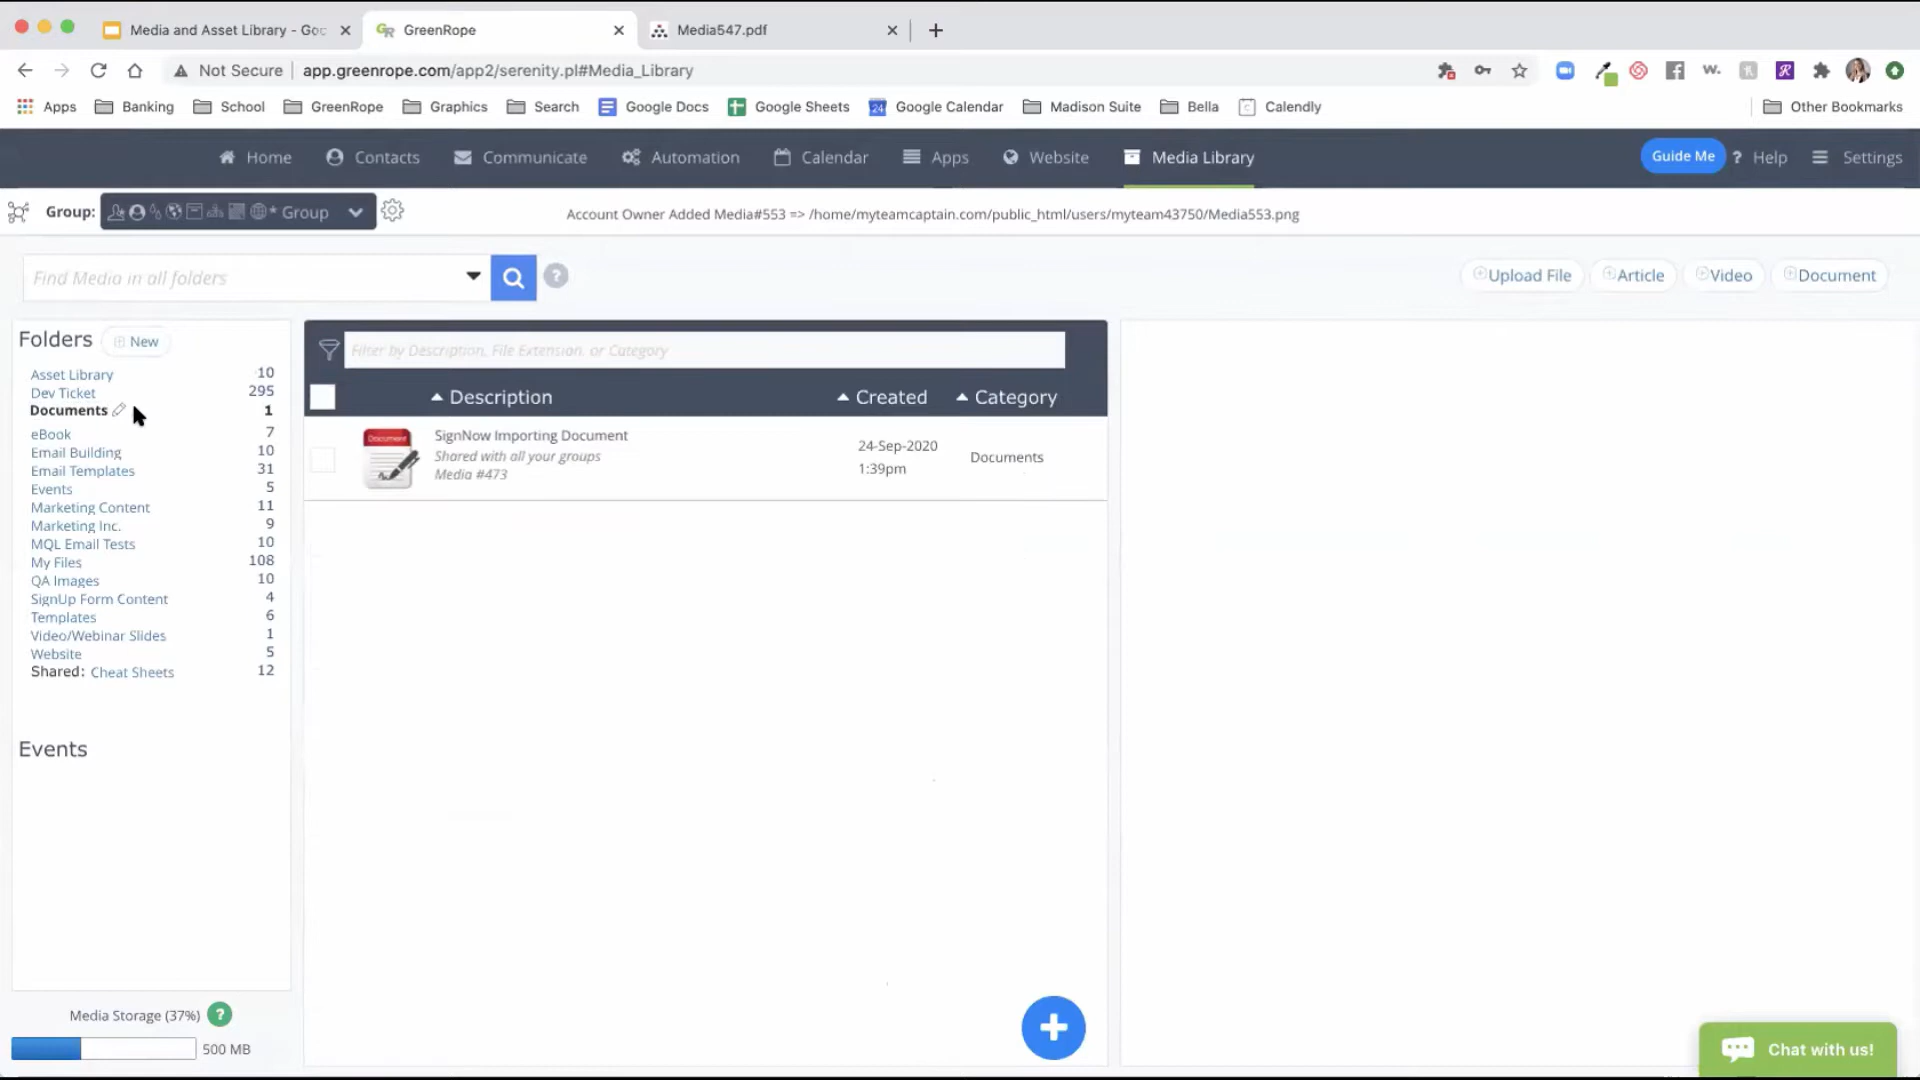 Media and Asset Library - Goo
GreenRope
Media547.pdf
Not Secure
app.greenrope.com/app2/serenity.pl#Media_Library
Apps
Banking
School
GreenRope
Graphics
Search
Google Docs
Google Sheets
Google Calendar
Madison Suite
Bella
Calendly
Other Bookmarks
Home
Contacts
Communicate
Automation
Calendar
Apps
Website
Media Library
Guide Me
? Help
Settings
Group:
* Group
Account Owner Added Media#553 => /home/myteamcaptain.com/public_html/users/myteam43750/Media553.png
Find Media in all folders
?
Upload File
Article
Video
Document
Folders
New
Asset Library 10
Dev Ticket 295
Documents 1
eBook 7
Email Building 10
Email Templates 31
Events 5
Marketing Content 11
Marketing Inc. 9
MQL Email Tests 10
My Files 108
QA Images 10
SignUp Form Content 4
Templates 6
Video/Webinar Slides 1
Website 5
Shared: Cheat Sheets 12
Events
Media Storage (37%) ?
500 MB
Filter by Description, File Extension, or Category
Description
Created
Category
Document
SignNow Importing Document
Shared with all your groups
Media #473
24-Sep-2020
1:39pm
Documents
Chat with us!